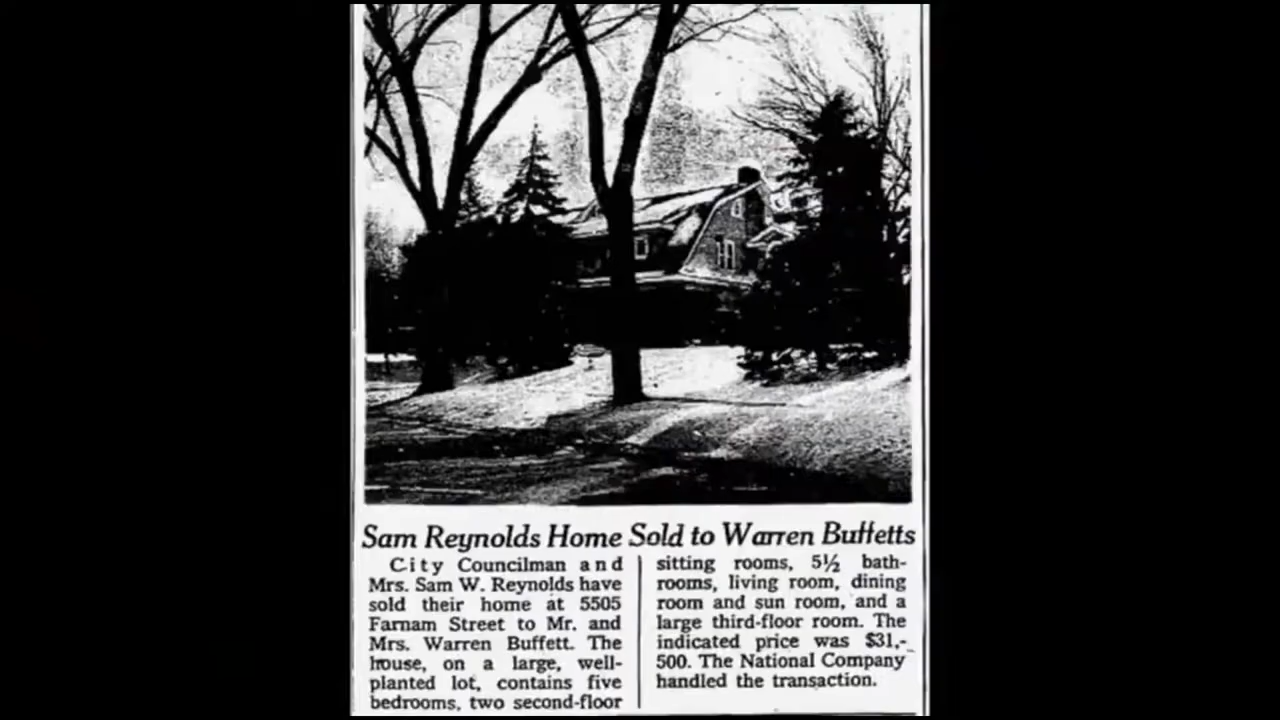 Sam Reynolds Home Sold to Warren Buffetts
City Councilman and
Mrs. Sam W. Reynolds have
sold their home at 5505
Farnam Street to Mr. and
Mrs. Warren Buffett. The
house, on a large, well-
planted lot, contains five
bedrooms, two second-floor
sitting rooms, 5½ bath-
rooms, living room, dining
room and sun room, and a
large third-floor room. The
indicated price was $31,-
500. The National Company
handled the transaction.